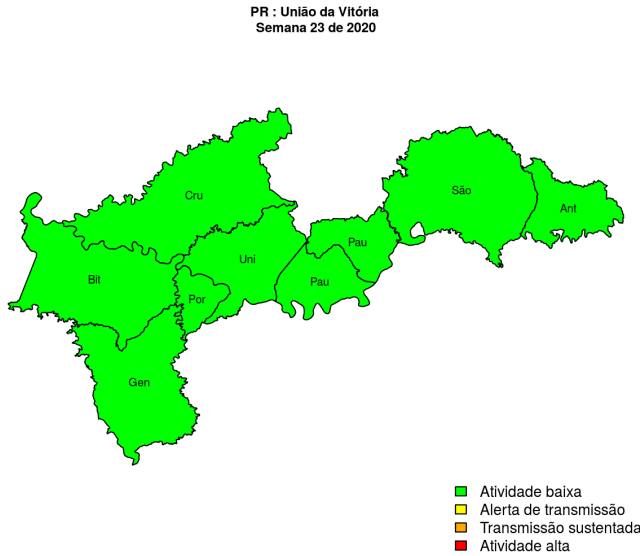 PR : União da Vitória
Semana 23 de 2020
Cru
São
Ant
Pau
Uni
Bit
Pau
Por
Gen
Atividade baixa
Alerta de transmissão
Transmissão sustentada
Atividade alta